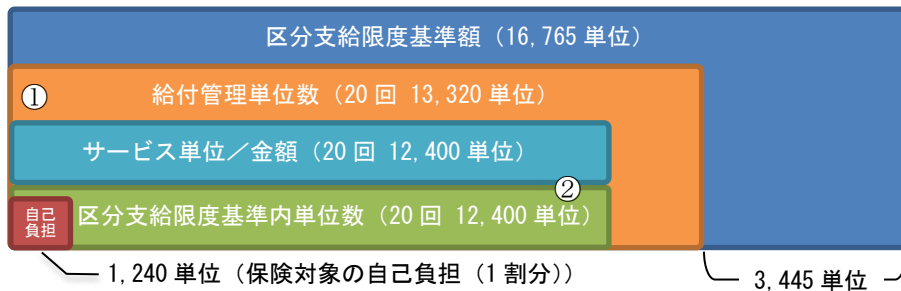 区分支給限度基準額（16,765 単位）
① 給付管理単位数（20 回 13,320 単位）
サービス単位／金額（20 回 12,400 単位）
②
自己
負担
区分支給限度基準内単位数（20 回 12,400 単位）
1,240 単位（保険対象の自己負担（1 割分））
3,445 単位